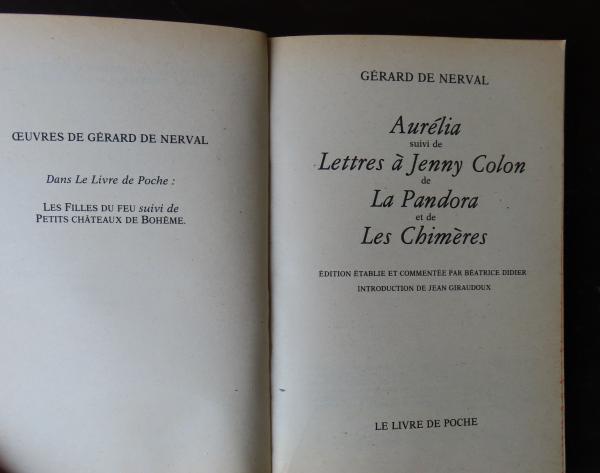 ŒUVRES DE GÉRARD DE NERVAL
Dans Le Livre de Poche :
LES FILLES DU FEU suivi de
PETITS CHÂTEAUX DE BOHÊME.
GÉRARD DE NERVAL
Aurélia
suivi de
Lettres à Jenny Colon
de
La Pandora
et de
Les Chimères
ÉDITION ÉTABLIE ET COMMENTÉE PAR BÉATRICE DIDIER
INTRODUCTION DE JEAN GIRAUDOUX
LE LIVRE DE POCHE